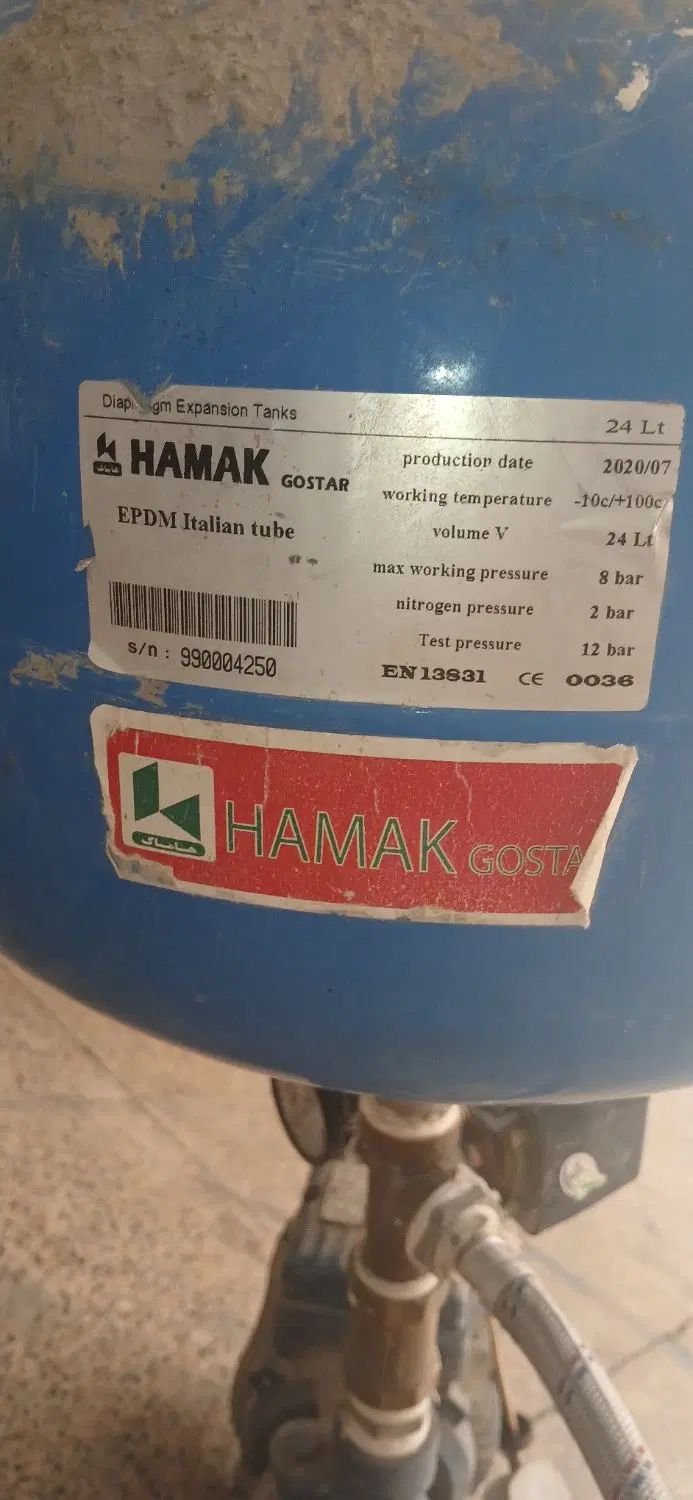 Diaphragm Expansion Tanks
24 Lt
HAMAK GOSTAR
هاماک
EPDM Italian tube
production date 2020/07
working temperature -10c/+100c
volume V 24 Lt
max working pressure 8 bar
nitrogen pressure 2 bar
Test pressure 12 bar
s/n : 990004250
EN13831 CE 0036
هاماک
HAMAK GOSTA